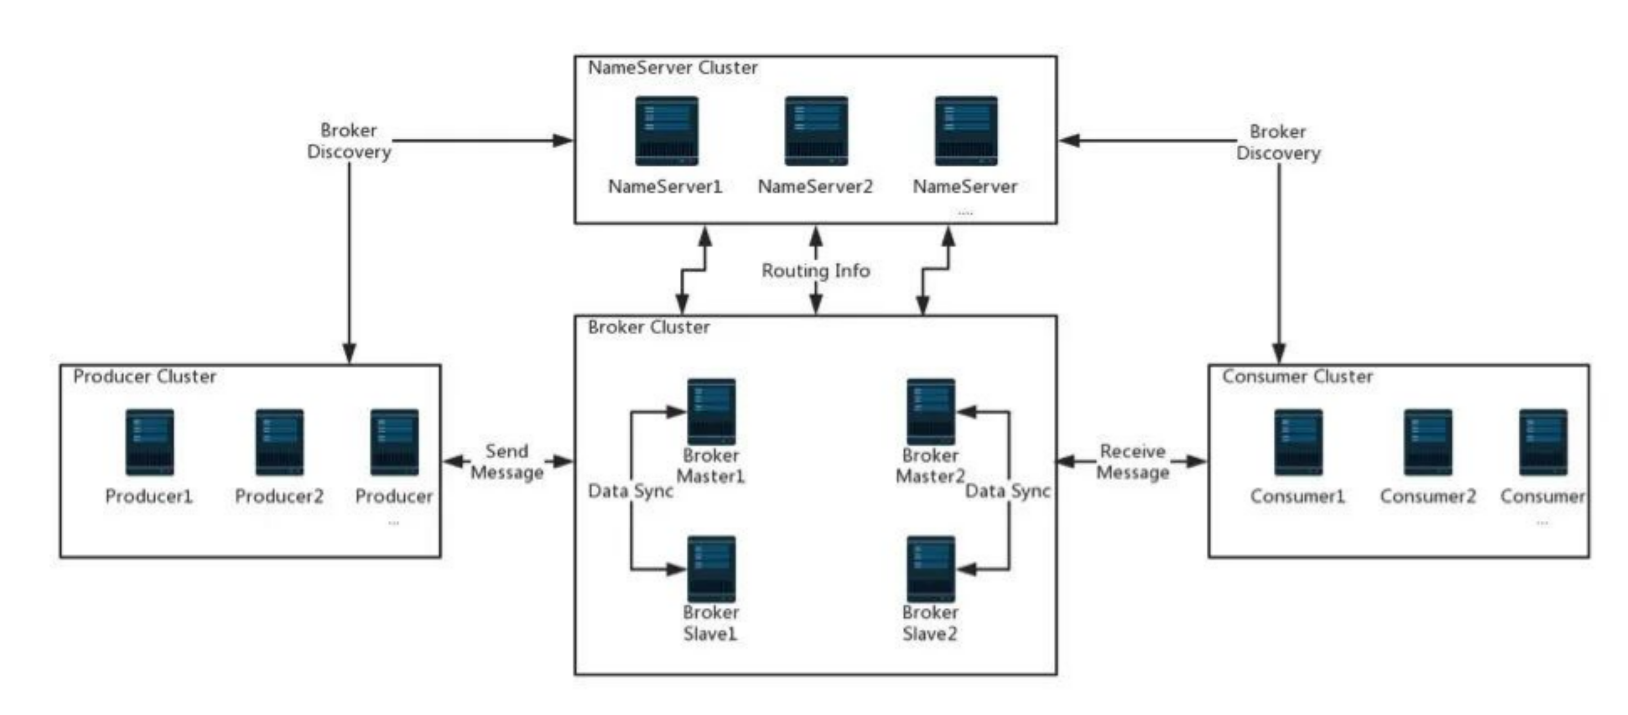 NameServer Cluster
Broker
Discovery
Broker
Discovery
NameServer1
NameServer2
NameServer
....
Routing Info
Broker Cluster
Producer Cluster
Consumer Cluster
Send
Message
Broker
Master1
Broker
Master2
Receive
Message
Data Sync
Data Sync
Producer1
Producer2
Producer
...
Consumer1
Consumer2
Consumer
...
Broker
Slave1
Broker
Slave2